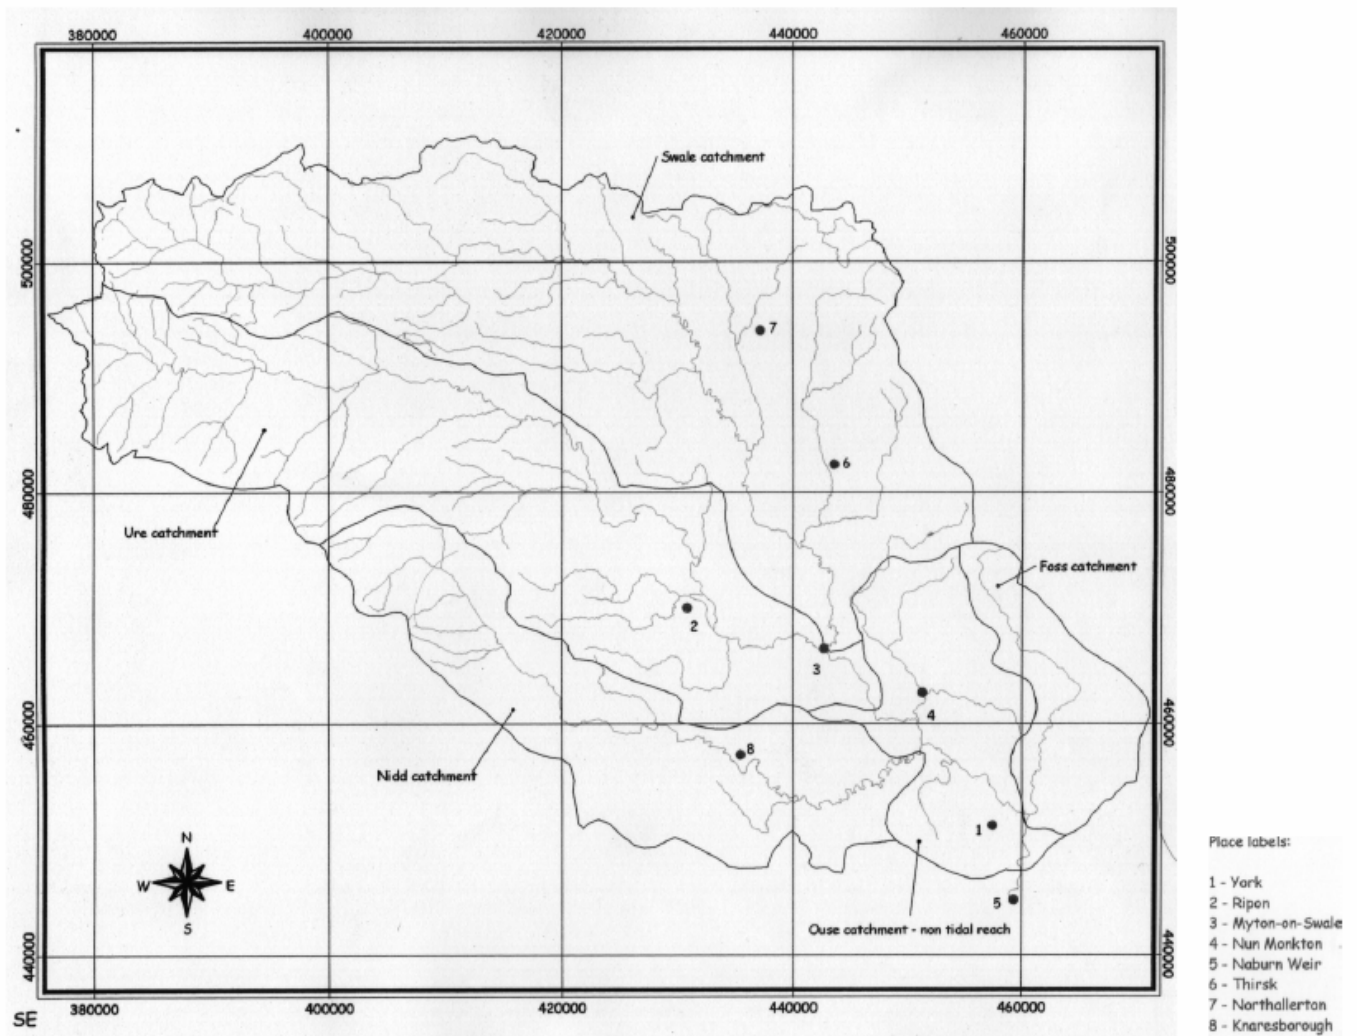 380000 400000 420000 440000 460000
Swale catchment
500000 500000
7
6
480000 480000
Ure catchment
Foss catchment
2
3
4
460000 460000
8
Nidd catchment
1
N
W E
S
5
Ouse catchment - non tidal reach
440000 440000
380000 400000 420000 440000 460000
SE
Place labels:
1 - York
2 - Ripon
3 - Myton-on-Swale
4 - Nun Monkton
5 - Naburn Weir
6 - Thirsk
7 - Northallerton
8 - Knaresborough